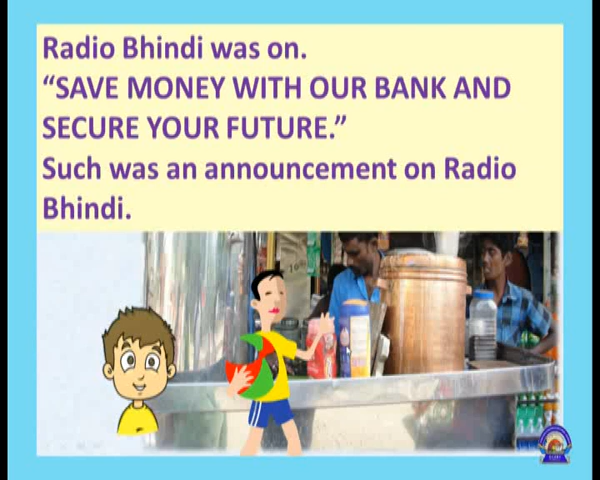 Radio Bhindi was on.
“SAVE MONEY WITH OUR BANK AND
SECURE YOUR FUTURE.”
Such was an announcement on Radio
Bhindi.